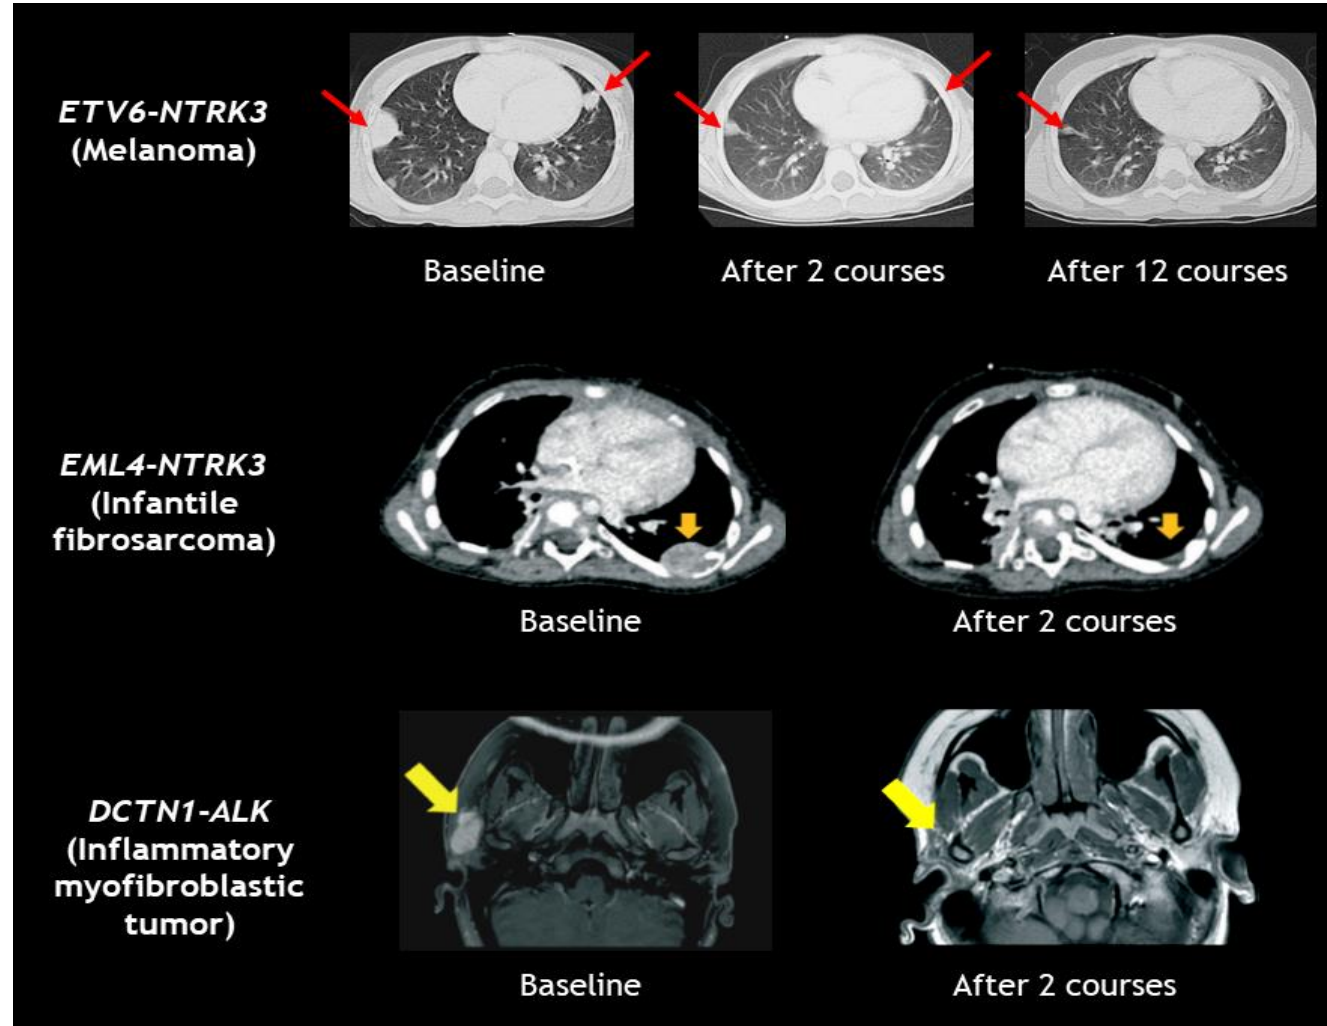 ETV6-NTRK3
(Melanoma)
Baseline
After 2 courses
After 12 courses
EML4-NTRK3
(Infantile
fibrosarcoma)
Baseline
After 2 courses
DCTN1-ALK
(Inflammatory
myofibroblastic
tumor)
Baseline
After 2 courses